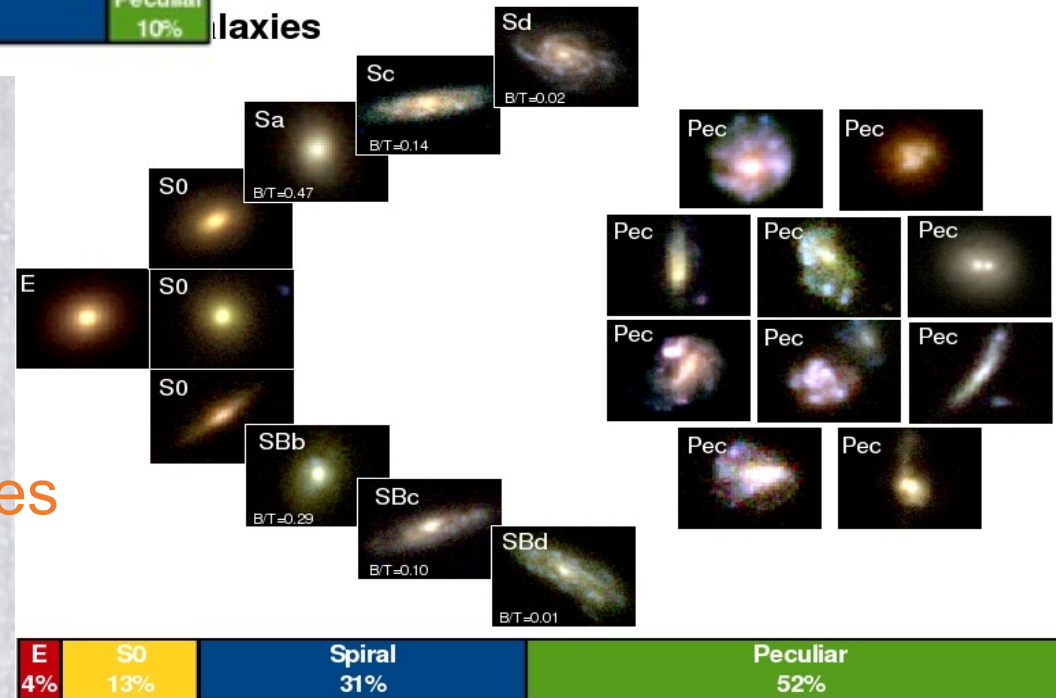 Peculiar
10%
laxies
Sd
B/T=0.02
Sc
B/T=0.14
Sa
B/T=0.47
S0
E
S0
S0
SBb
B/T=0.29
SBc
B/T=0.10
SBd
B/T=0.01
Pec
Pec
Pec
Pec
Pec
Pec
Pec
Pec
Pec
Pec
es
E
4%
S0
13%
Spiral
31%
Peculiar
52%